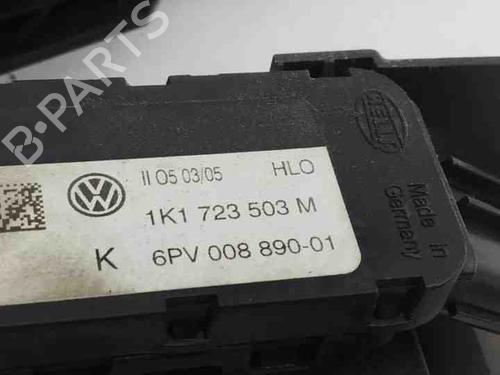 B-PARTS
II 05 03/05 HLO
1K1 723 503 M
K 6PV 008 890-01
HELLA
Made in
Germany